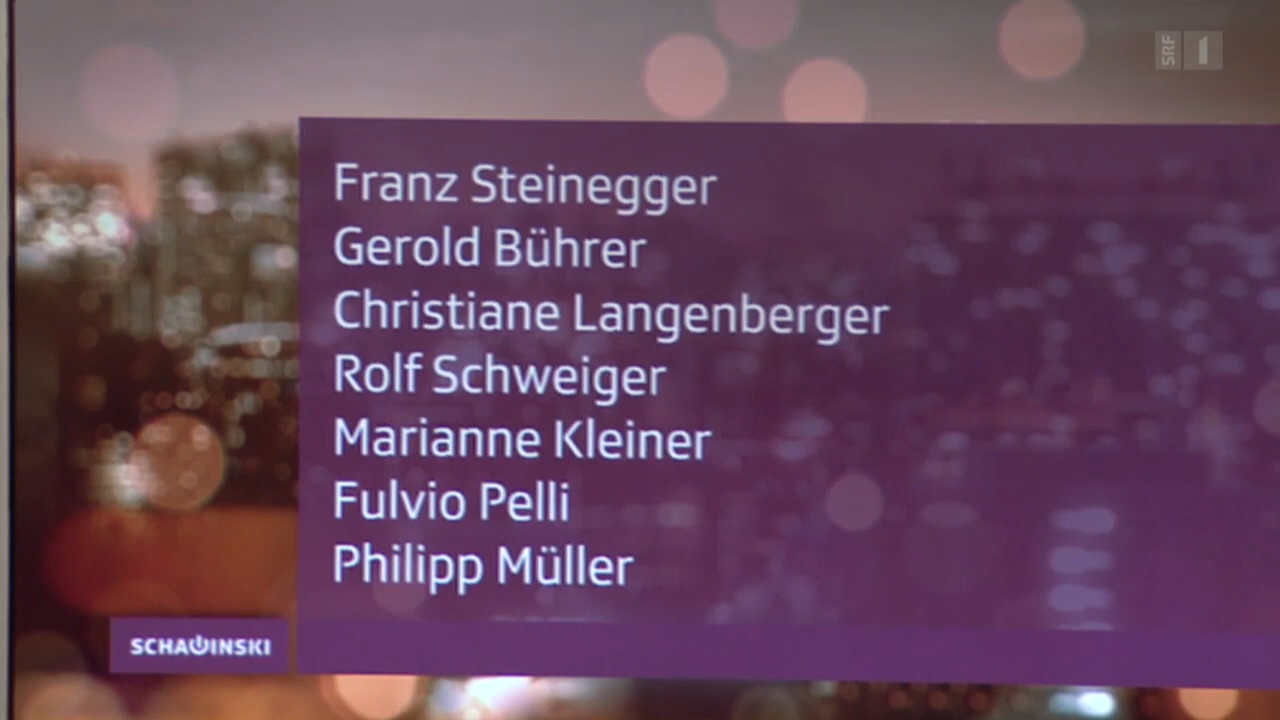 SRF 1
Franz Steinegger
Gerold Bührer
Christiane Langenberger
Rolf Schweiger
Marianne Kleiner
Fulvio Pelli
Philipp Müller
SCHAWINSKI